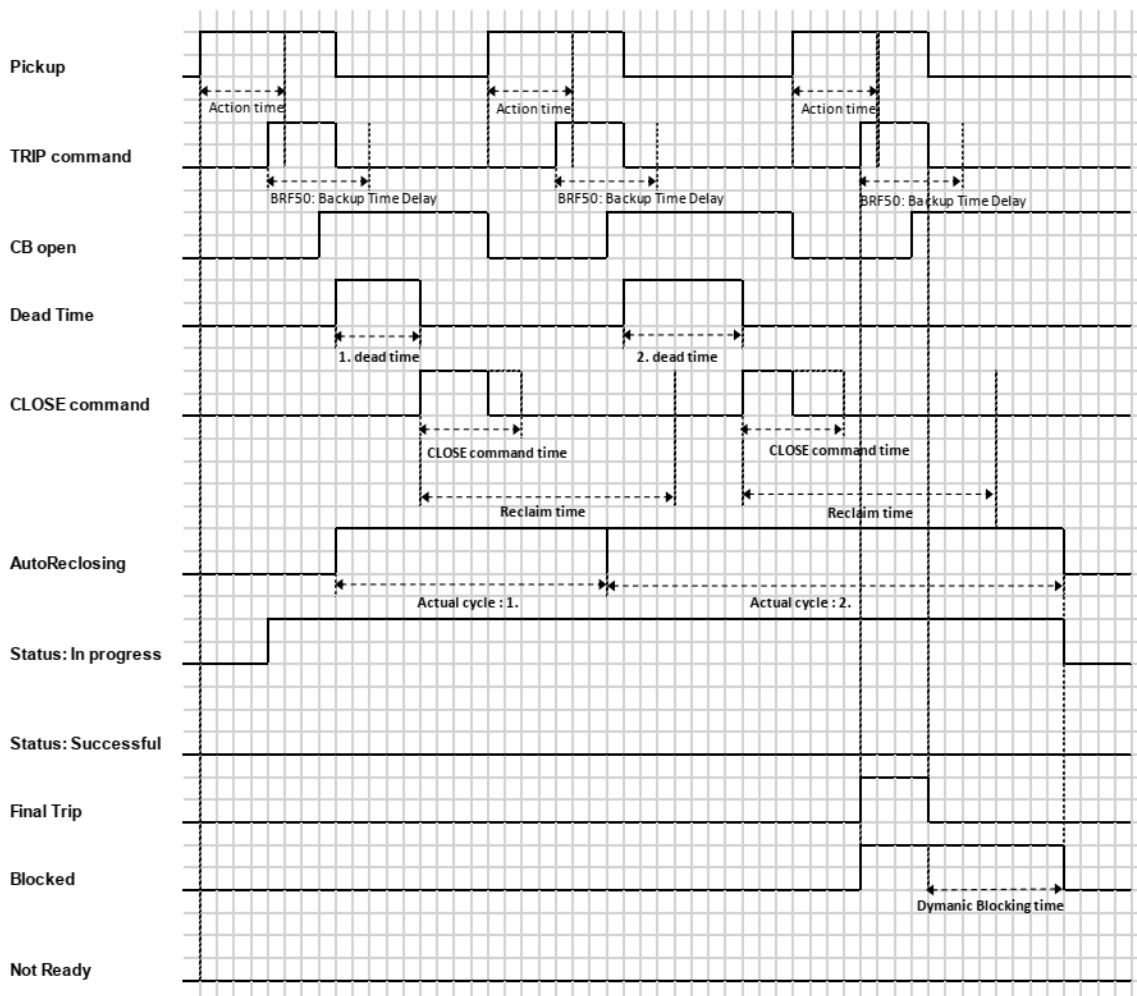 Pickup
Action time
Action time
Action time
TRIP command
BRF50: Backup Time Delay
BRF50: Backup Time Delay
BRF50: Backup Time Delay
CB open
Dead Time
1. dead time
2. dead time
CLOSE command
CLOSE command time
CLOSE command time
Reclaim time
Reclaim time
AutoReclosing
Actual cycle : 1.
Actual cycle : 2.
Status: In progress
Status: Successful
Final Trip
Blocked
Dymanic Blocking time
Not Ready